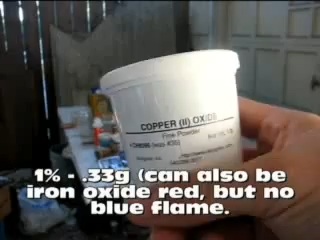 COPPER (II) OXIDE
Fine Powder
1% - .33g (can also be
iron oxide red, but no
blue flame.